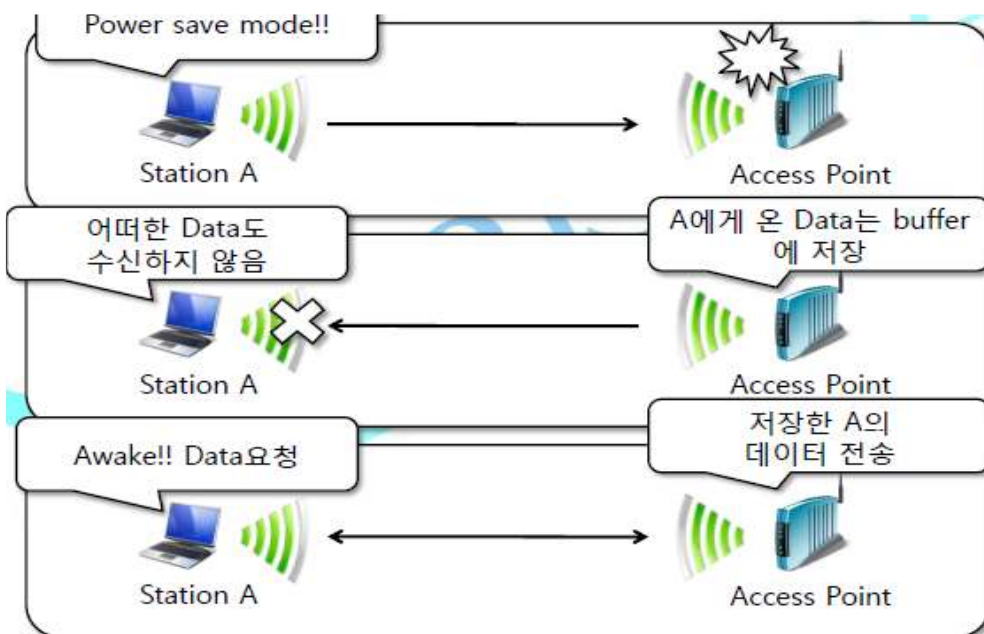 Power save mode!!
Station A
Access Point
어떠한 Data도
수신하지 않음
A에게 온 Data는 buffer
에 저장
Station A
Access Point
Awake!! Data요청
저장한 A의
데이터 전송
Station A
Access Point